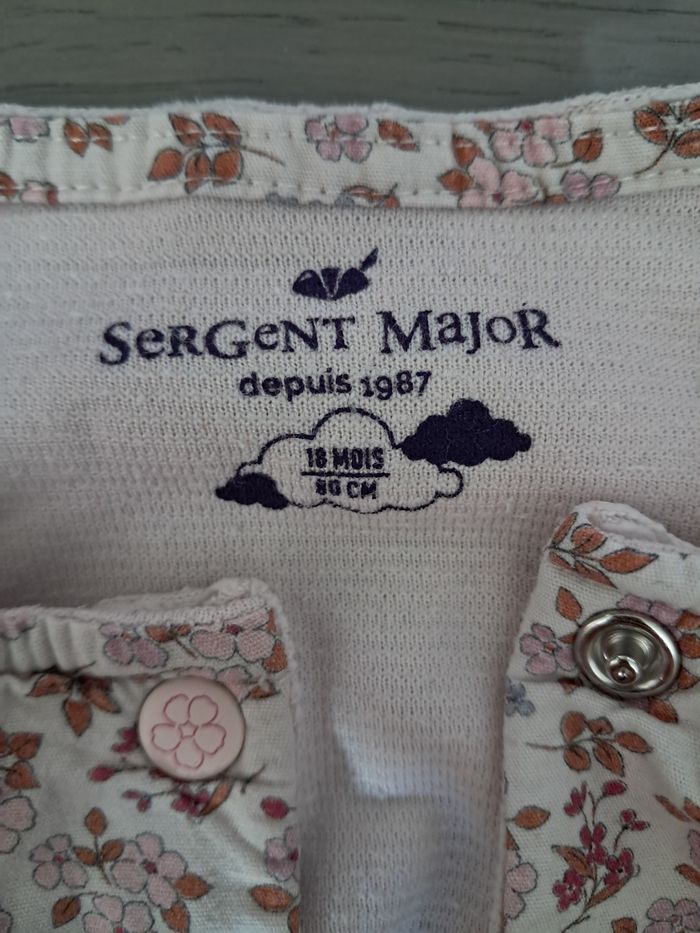 SeRGeNT MaJoR
depuis 1987
18 MOIS
80 CM